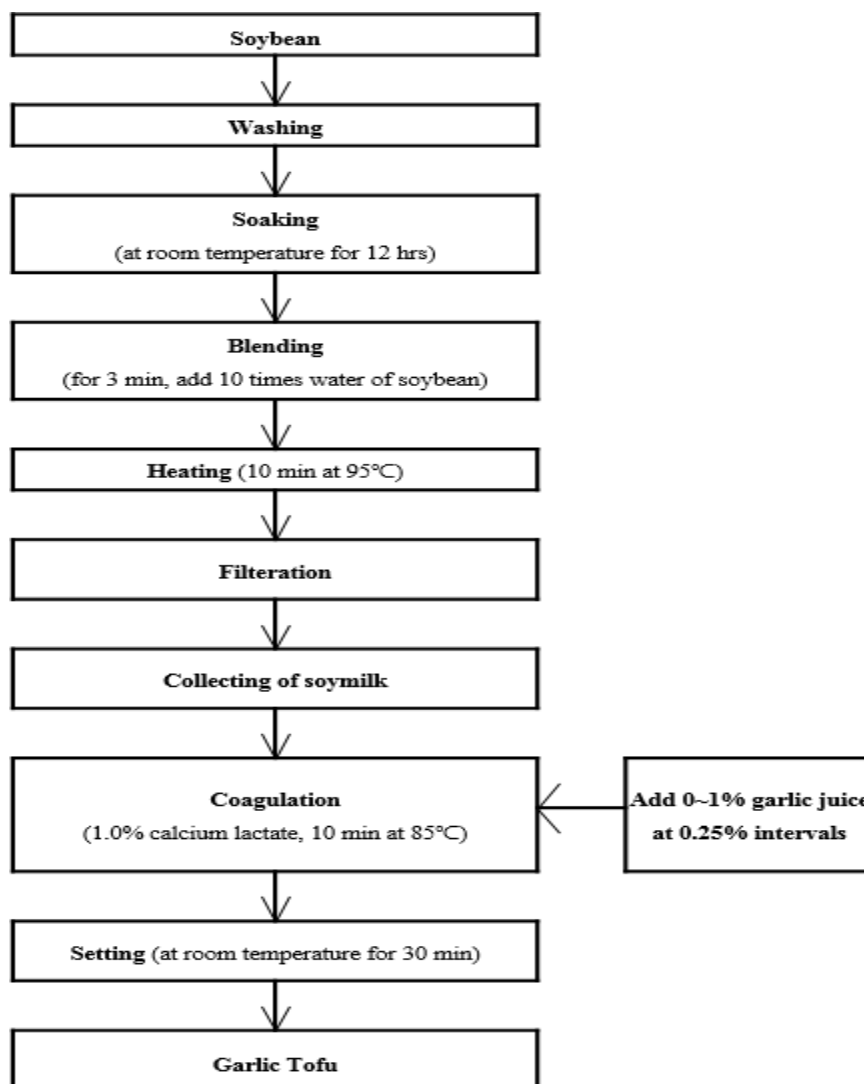 Soybean
Washing
Soaking
(at room temperature for 12 hrs)
Blending
(for 3 min, add 10 times water of soybean)
Heating (10 min at 95℃)
Filteration
Collecting of soymilk
Coagulation
(1.0% calcium lactate, 10 min at 85℃)
Add 0~1% garlic juice
at 0.25% intervals
Setting (at room temperature for 30 min)
Garlic Tofu